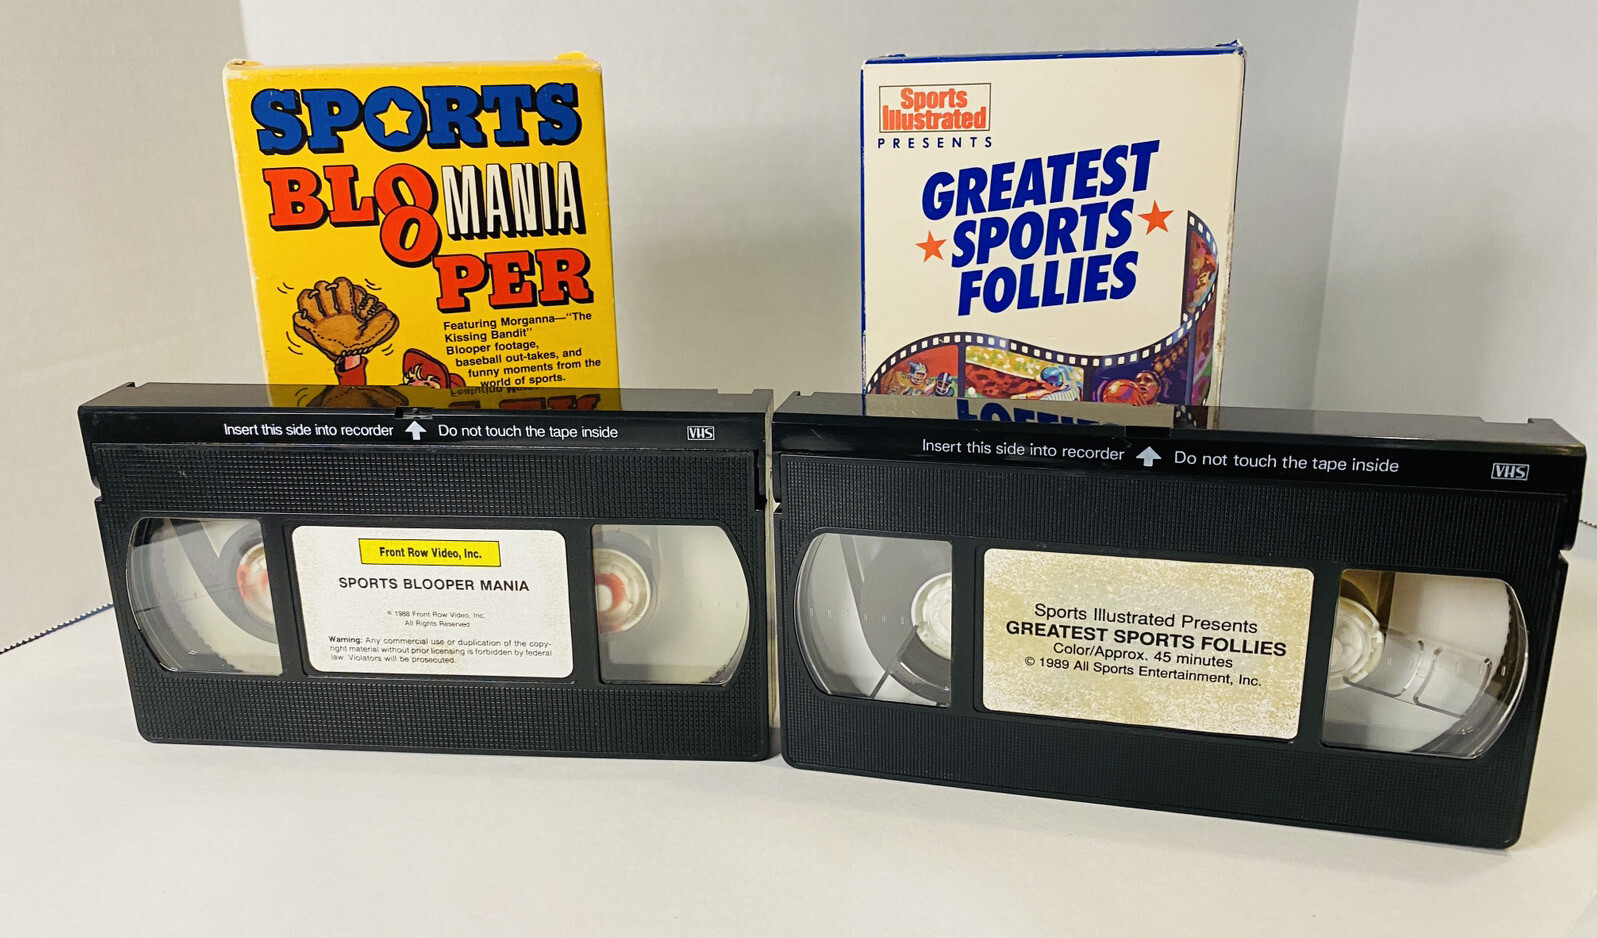 SPORTS
BLOOPER
MANIA
Featuring Morganna—"The
Kissing Bandit"
Blooper footage,
baseball out-takes, and
funny moments from the
world of sports.
Sports
Illustrated
PRESENTS
GREATEST
SPORTS
FOLLIES
Insert this side into recorder Do not touch the tape inside VHS
Front Row Video, Inc.
SPORTS BLOOPER MANIA
© 1988 Front Row Video, Inc.
All Rights Reserved
Warning: Any commercial use or duplication of the copy-
right material without prior licensing is forbidden by federal
law. Violators will be prosecuted.
Insert this side into recorder Do not touch the tape inside VHS
Sports Illustrated Presents
GREATEST SPORTS FOLLIES
Color/Approx. 45 minutes
© 1989 All Sports Entertainment, Inc.